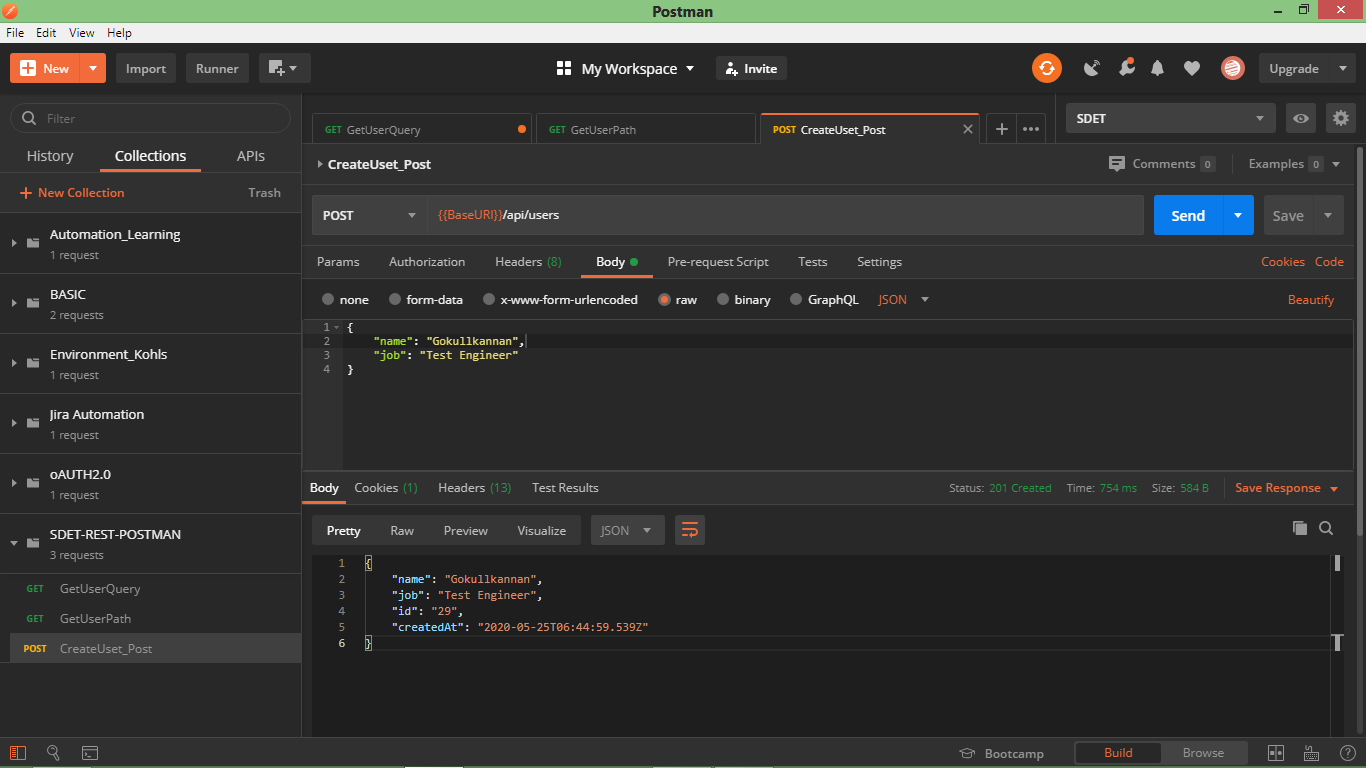 Postman
File Edit View Help
New Import Runner My Workspace Invite Upgrade
Filter
History Collections APIs
New Collection Trash
Automation_Learning
1 request
BASIC
2 requests
Environment_Kohls
1 request
Jira Automation
1 request
oAUTH2.0
1 request
SDET-REST-POSTMAN
3 requests
GET GetUserQuery
GET GetUserPath
POST CreateUset_Post
GET GetUserQuery GET GetUserPath POST CreateUset_Post SDET
CreateUset_Post Comments 0 Examples 0
POST {{BaseURI}}/api/users Send Save
Params Authorization Headers (8) Body Pre-request Script Tests Settings Cookies Code
none form-data x-www-form-urlencoded raw binary GraphQL JSON Beautify
1 {
2 "name": "Gokullkannan",
3 "job": "Test Engineer"
4 }
Body Cookies (1) Headers (13) Test Results Status: 201 Created Time: 754 ms Size: 584 B Save Response
Pretty Raw Preview Visualize JSON
1 {
2 "name": "Gokullkannan",
3 "job": "Test Engineer",
4 "id": "29",
5 "createdAt": "2020-05-25T06:44:59.539Z"
6 }
Bootcamp Build Browse